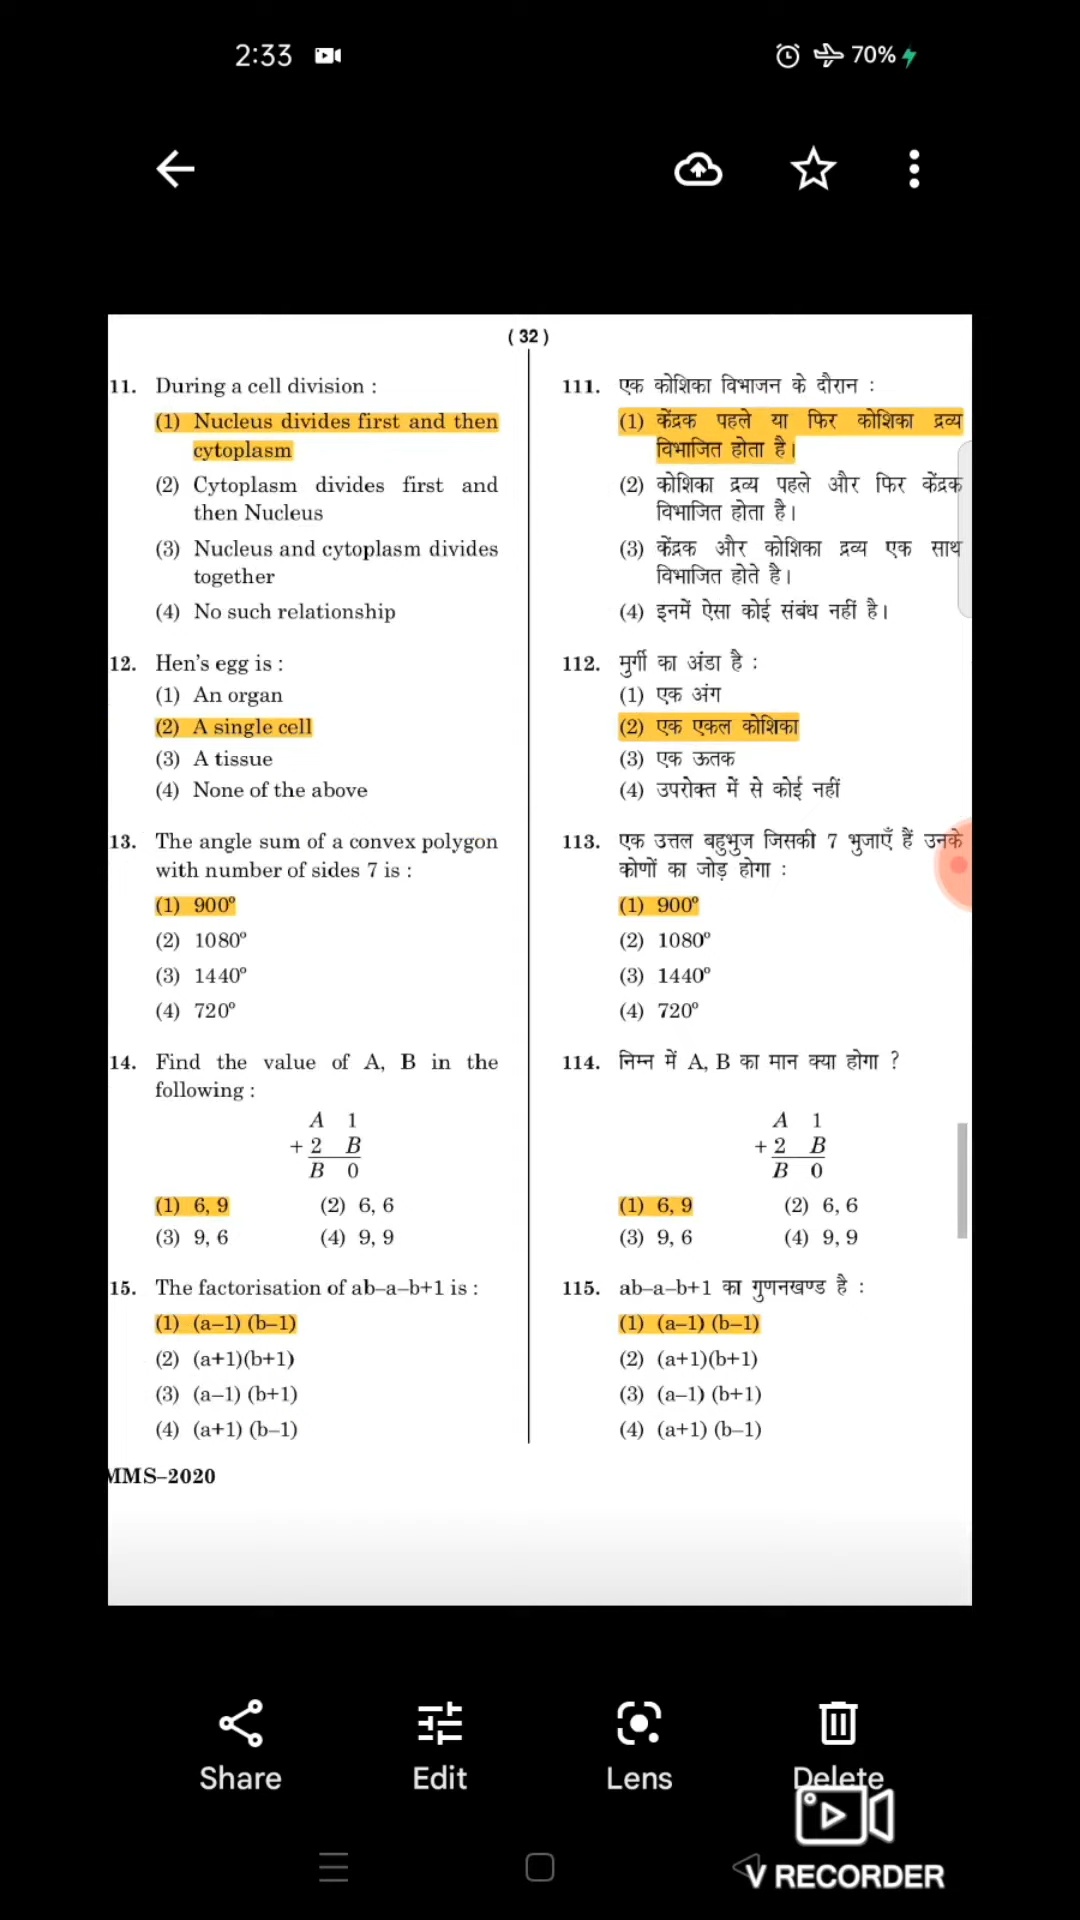 2:33
70%
( 32 )
11. During a cell division :
(1) Nucleus divides first and then
cytoplasm
(2) Cytoplasm divides first and
then Nucleus
(3) Nucleus and cytoplasm divides
together
(4) No such relationship
12. Hen's egg is :
(1) An organ
(2) A single cell
(3) A tissue
(4) None of the above
13. The angle sum of a convex polygon
with number of sides 7 is :
(1) 900°
(2) 1080°
(3) 1440°
(4) 720°
14. Find the value of A, B in the
following :
A 1
+ 2 B
B 0
(1) 6, 9 (2) 6, 6
(3) 9, 6 (4) 9, 9
15. The factorisation of ab–a–b+1 is :
(1) (a–1) (b–1)
(2) (a+1)(b+1)
(3) (a–1) (b+1)
(4) (a+1) (b–1)
MMS–2020
111. एक कोशिका विभाजन के दौरान :
(1) केंद्रक पहले या फिर कोशिका द्रव्य
विभाजित होता है।
(2) कोशिका द्रव्य पहले और फिर केंद्रक
विभाजित होता है।
(3) केंद्रक और कोशिका द्रव्य एक साथ
विभाजित होते है।
(4) इनमें ऐसा कोई संबंध नहीं है।
112. मुर्गी का अंडा है :
(1) एक अंग
(2) एक एकल कोशिका
(3) एक ऊतक
(4) उपरोक्त में से कोई नहीं
113. एक उत्तल बहुभुज जिसकी 7 भुजाएँ हैं उनके
कोणों का जोड़ होगा :
(1) 900°
(2) 1080°
(3) 1440°
(4) 720°
114. निम्न में A, B का मान क्या होगा ?
A 1
+ 2 B
B 0
(1) 6, 9 (2) 6, 6
(3) 9, 6 (4) 9, 9
115. ab–a–b+1 का गुणनखण्ड है :
(1) (a–1) (b–1)
(2) (a+1)(b+1)
(3) (a–1) (b+1)
(4) (a+1) (b–1)
Share Edit Lens Delete
V RECORDER